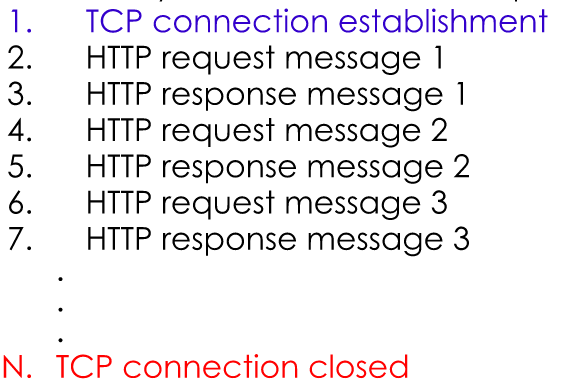 1. TCP connection establishment
2. HTTP request message 1
3. HTTP response message 1
4. HTTP request message 2
5. HTTP response message 2
6. HTTP request message 3
7. HTTP response message 3
.
.
.
N. TCP connection closed